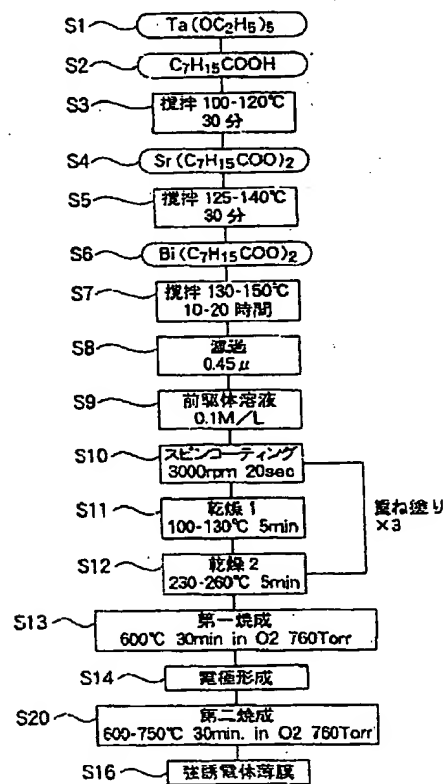 S1
Ta(OC2H5)5
S2
C7H15COOH
S3
撹拌 100-120℃
30分
S4
Sr(C7H15COO)2
S5
撹拌 125-140℃
30分
S6
Bi(C7H15COO)2
S7
撹拌 130-150℃
10-20 時間
S8
濾過
0.45μ
S9
前駆体溶液
0.1M/L
S10
スピンコーティング
3000rpm 20sec
S11
乾燥1
100-130℃ 5min
S12
乾燥2
230-260℃ 5min
重ね塗り
×3
S13
第一焼成
600℃ 30min in O2 760Torr
S14
電極形成
S20
第二焼成
600-750℃ 30min. in O2 760Torr
S16
強誘電体薄膜